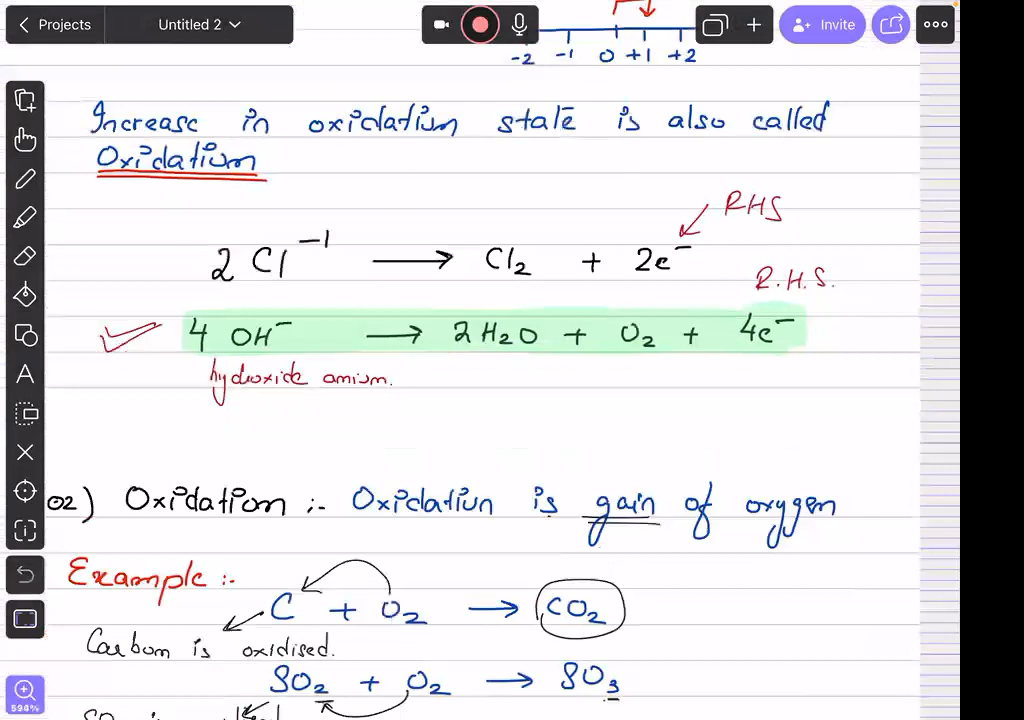 Projects
Untitled 2
Invite
-2 -1 0 +1 +2
Increase in oxidation state is also called
Oxidation
RHS
2 Cl⁻¹ → Cl₂ + 2e⁻
R.H.S.
4 OH⁻ → 2H₂O + O₂ + 4e⁻
hydroxide anion.
02) Oxidation :- Oxidation is gain of oxygen
Example :-
C + O₂ → CO₂
Carbon is oxidised.
SO₂ + O₂ → SO₃
594%